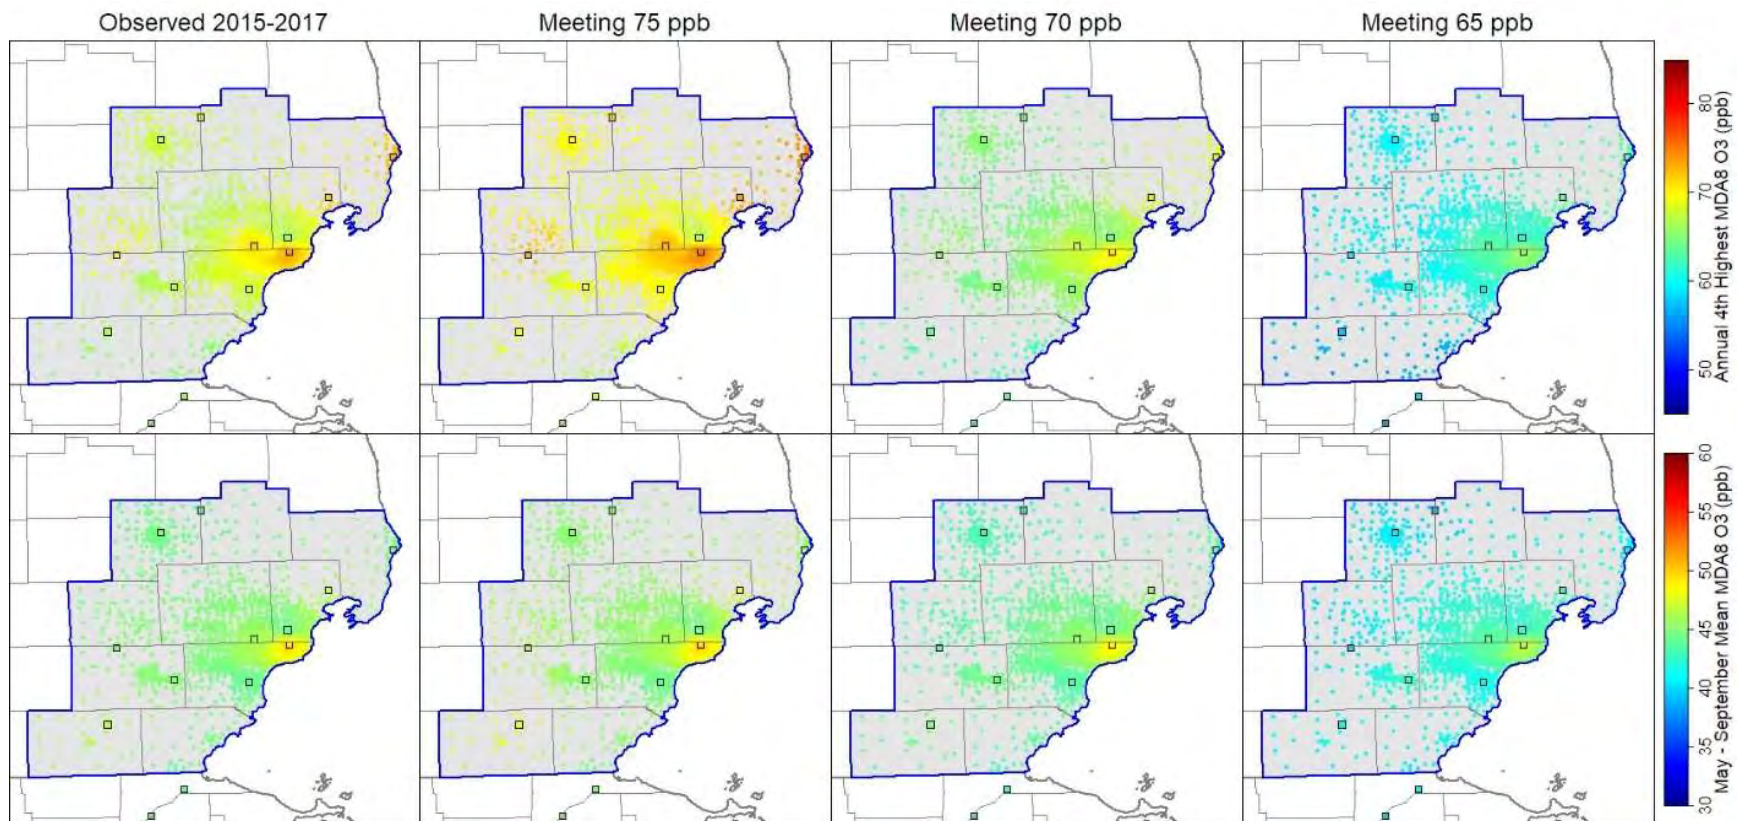 Observed 2015-2017
Meeting 75 ppb
Meeting 70 ppb
Meeting 65 ppb
80
70
60
50
Annual 4th Highest MDA8 O3 (ppb)
60
55
50
45
40
35
30
May - September Mean MDA8 O3 (ppb)